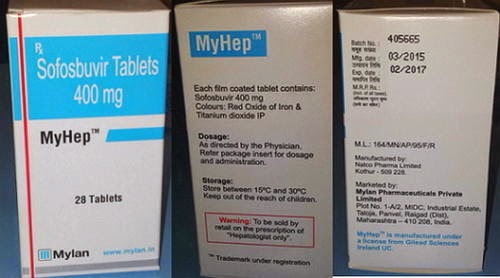 Rx
Sofosbuvir Tablets
400 mg
MyHep™
28 Tablets
Mylan
www.mylan.in
MyHep™
Each film coated tablet contains:
Sofosbuvir 400 mg
Colours: Red Oxide of Iron &
Titanium dioxide IP
Dosage:
As directed by the Physician.
Refer package insert for dosage
and administration.
Storage:
Store between 15ºC and 30ºC
Keep out of the reach of children.
Warning: To be sold by
retail on the prescription of
"Hepatologist only".
™ Trademark under registration
Batch No. : 405665
Mfg. date : 03/2015
Exp. date : 02/2017
M.R.P.Rs.:
M.L.: 164/MN/AP/95/F/R
Manufactured by:
Natco Pharma Limited
Kothur - 509 228.
Marketed by:
Mylan Pharmaceuticals Private
Limited
Plot No. 1-A/2, MIDC, Industrial Estate,
Taloja, Panvel, Raigad (Dist),
Maharashtra – 410 208, India.
MyHep™ is manufactured under
a license from Gilead Sciences
Ireland UC.